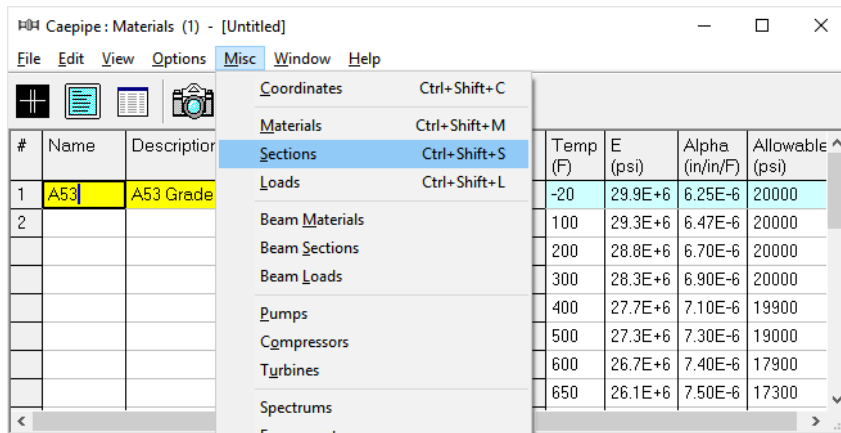 Caepipe : Materials (1) - [Untitled]
File Edit View Options Misc Window Help
Coordinates Ctrl+Shift+C
Materials Ctrl+Shift+M
Sections Ctrl+Shift+S
Loads Ctrl+Shift+L
Beam Materials
Beam Sections
Beam Loads
Pumps
Compressors
Turbines
Spectrums
# Name Description Temp (F) E (psi) Alpha (in/in/F) Allowable (psi)
1 A53 A53 Grade -20 29.9E+6 6.25E-6 20000
2 100 29.3E+6 6.47E-6 20000
200 28.8E+6 6.70E-6 20000
300 28.3E+6 6.90E-6 20000
400 27.7E+6 7.10E-6 19900
500 27.3E+6 7.30E-6 19000
600 26.7E+6 7.40E-6 17900
650 26.1E+6 7.50E-6 17300